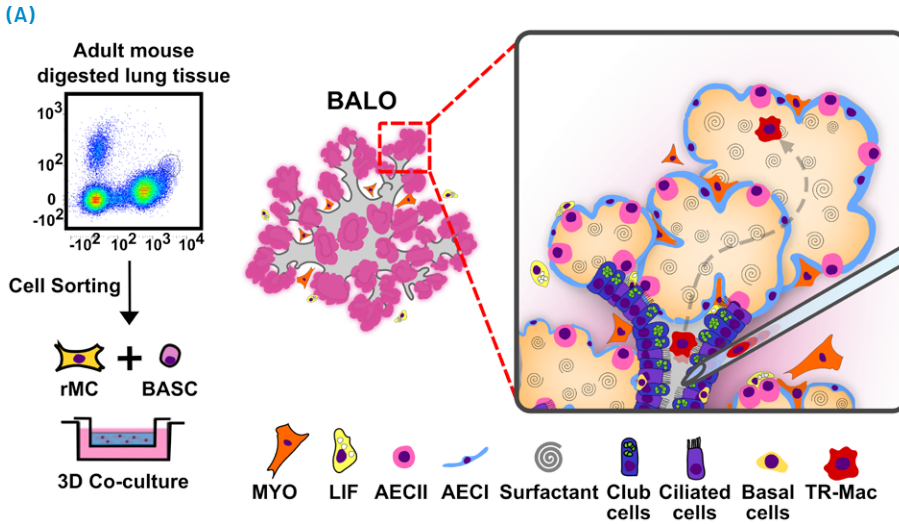 (A)
Adult mouse
digested lung tissue
10³
10²
0
-10²
-10² 10² 10³ 10⁴
Cell Sorting
rMC + BASC
3D Co-culture
BALO
MYO LIF AECII AECI Surfactant Club cells Ciliated cells Basal cells TR-Mac